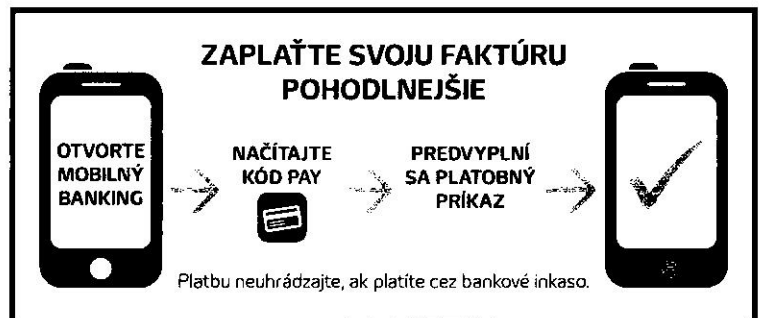 ZAPLAŤTE SVOJU FAKTÚRU
POHODLNEJŠIE
OTVORTE
MOBILNÝ
BANKING
NAČÍTAJTE
KÓD PAY
PREDVYPLNÍ
SA PLATOBNÝ
PRÍKAZ
Platbu neuhrádzajte, ak platíte cez bankové inkaso.